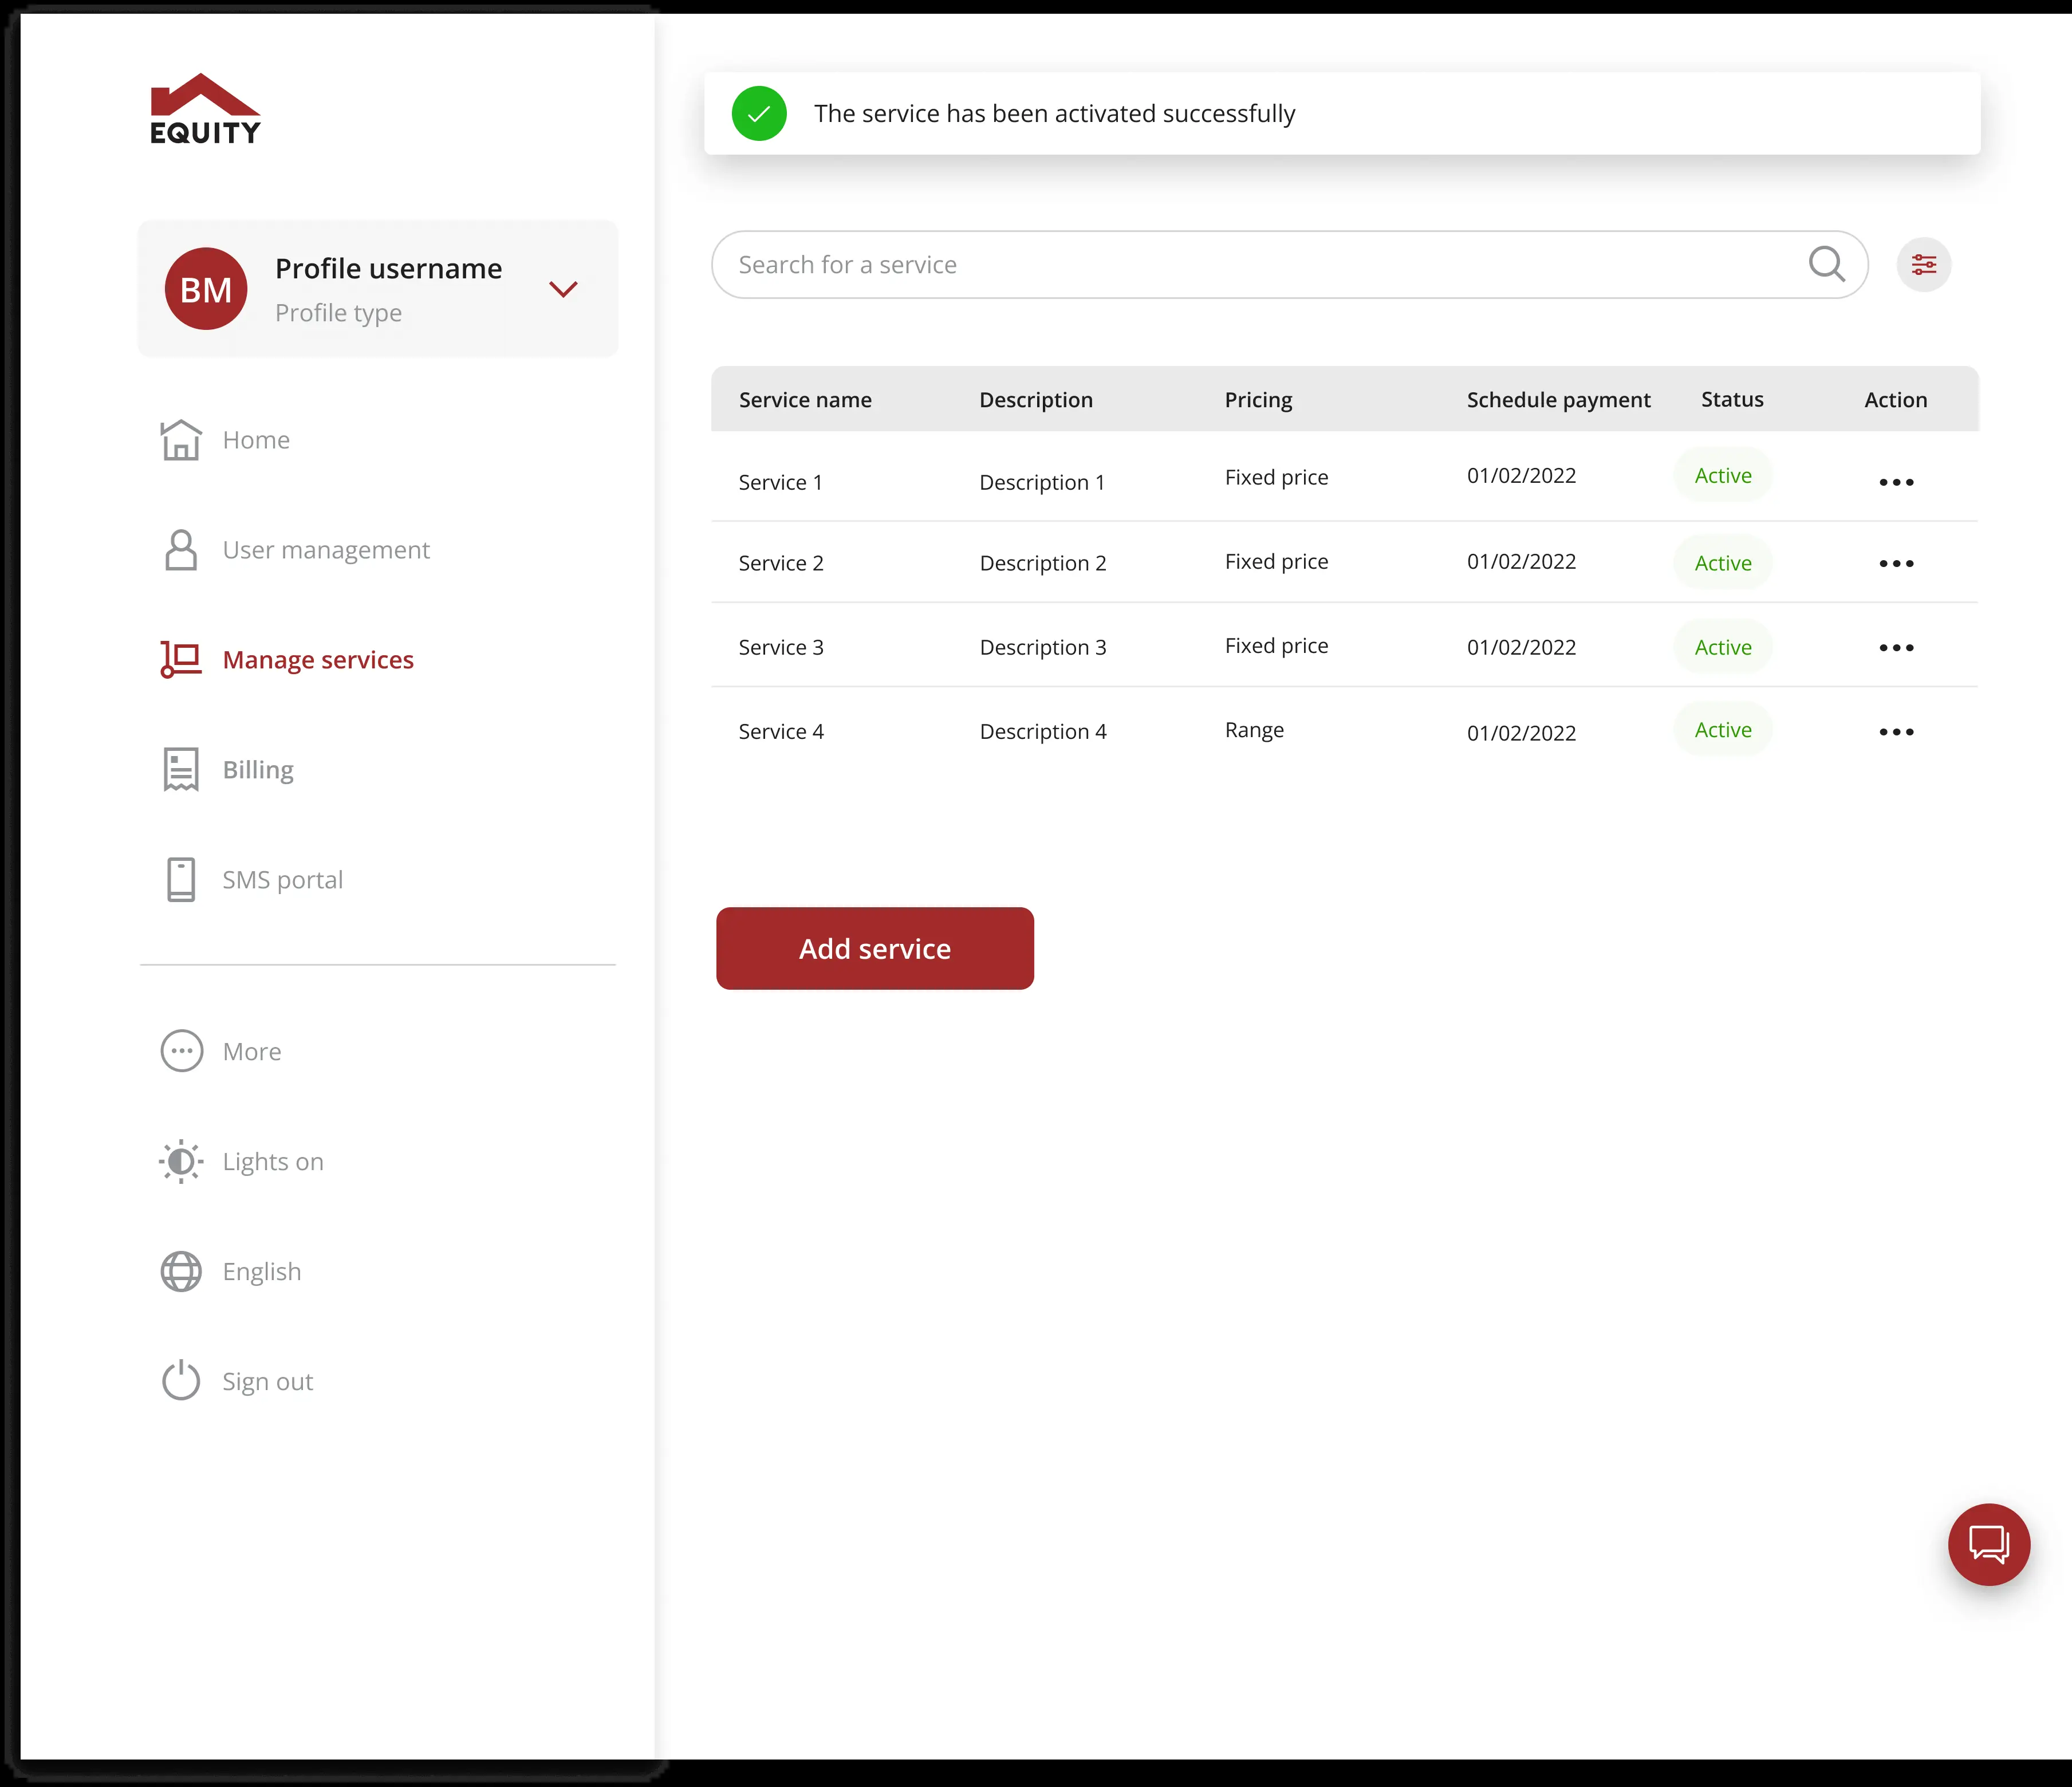 EQUITY
BM
Profile username
Profile type
Home
User management
Manage services
Billing
SMS portal
More
Lights on
English
Sign out
The service has been activated successfully
Search for a service
Service name Description Pricing Schedule payment Status Action
Service 1 Description 1 Fixed price 01/02/2022 Active
Service 2 Description 2 Fixed price 01/02/2022 Active
Service 3 Description 3 Fixed price 01/02/2022 Active
Service 4 Description 4 Range 01/02/2022 Active
Add service